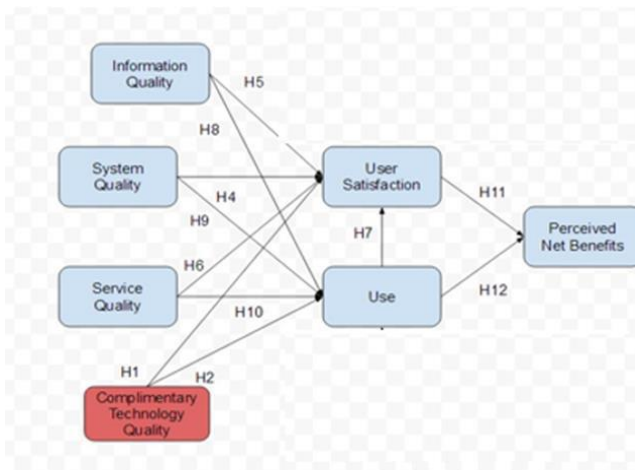 Information
Quality
H5
H8
System
Quality
User
Satisfaction
H4
H11
H9
H7
Perceived
Net Benefits
H6
Service
Quality
Use
H10
H12
H1
H2
Complimentary
Technology
Quality